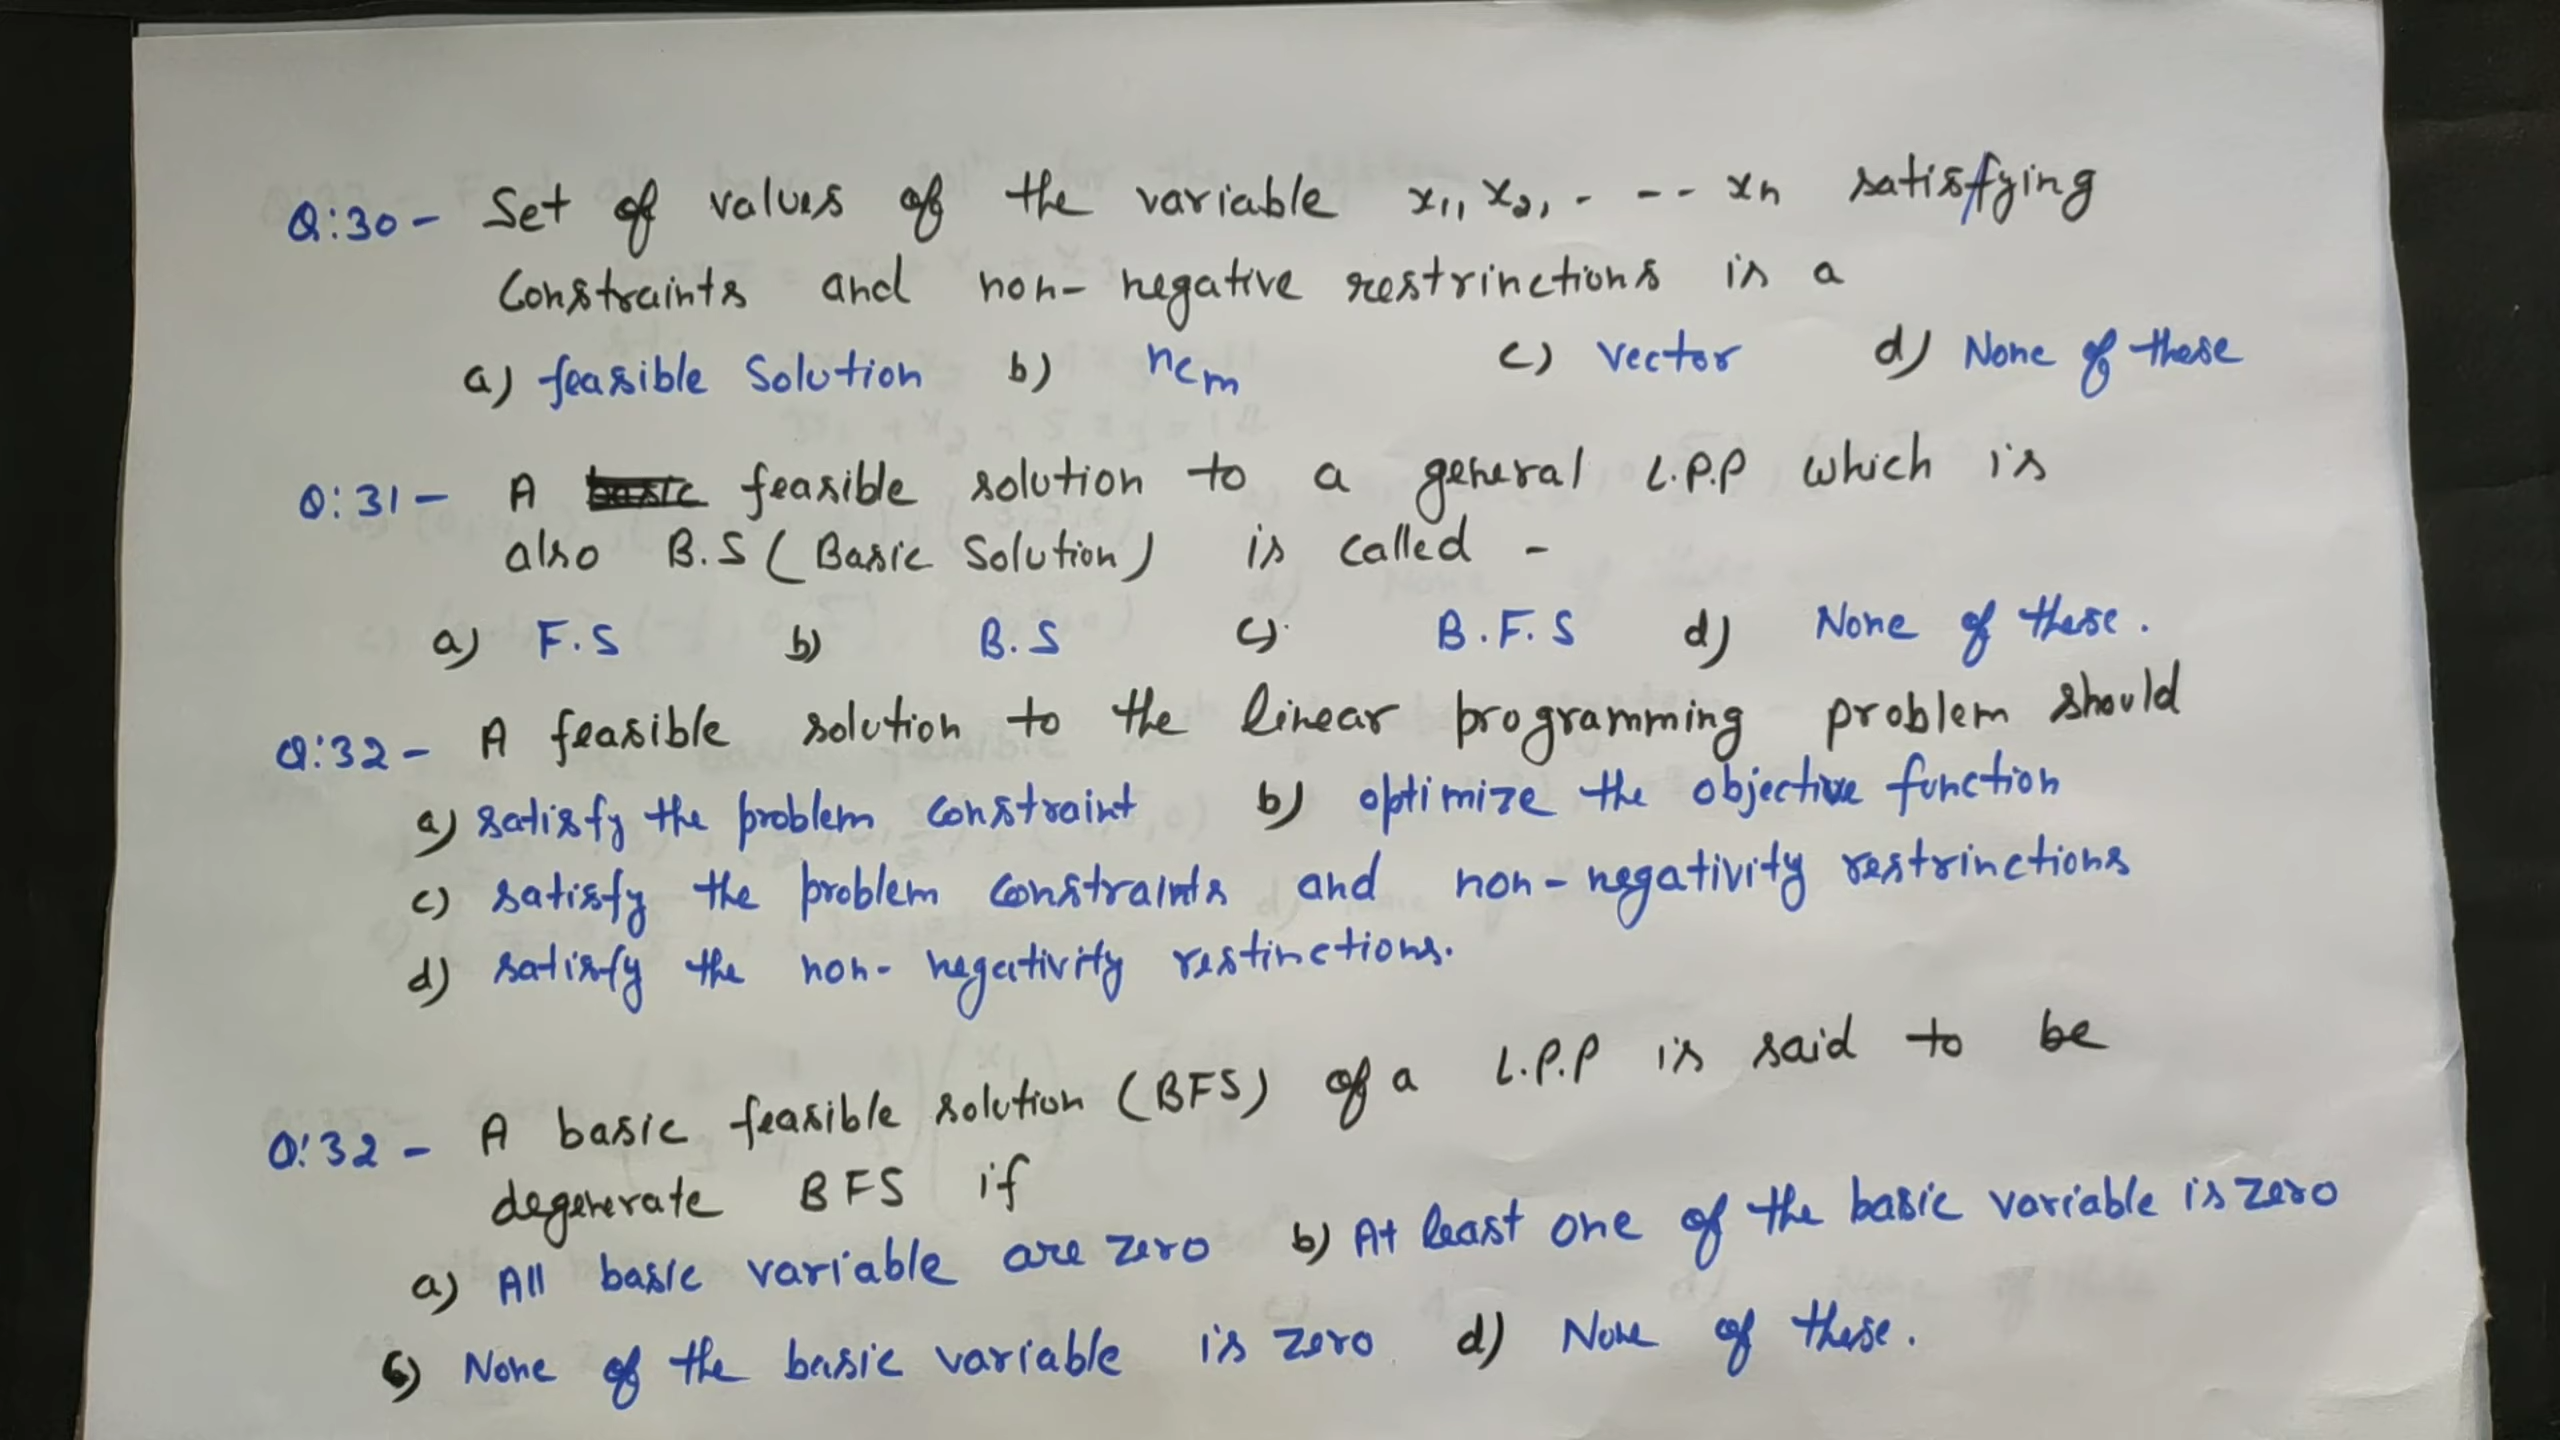 Q:30- Set of values of the variable x1, x2, - -- xn satisfying
Constraints and non-negative restrinctions is a
a) feasible Solution b) ncm c) vector d) None of these
Q:31- A feasible solution to a general L.P.P which is
also B.S (Basic Solution) is called -
a) F.S b) B.S c) B.F.S d) None of these.
Q:32- A feasible solution to the linear programming problem should
a) satisfy the problem constraint b) optimize the objective function
c) satisfy the problem constraints and non-negativity restrinctions
d) satisfy the non-negativity restinctions.
Q:32- A basic feasible solution (BFS) of a L.P.P is said to be
degenerate BFS if
a) All basic variable are zero b) At least one of the basic variable is zero
c) None of the basic variable is zero d) None of these.